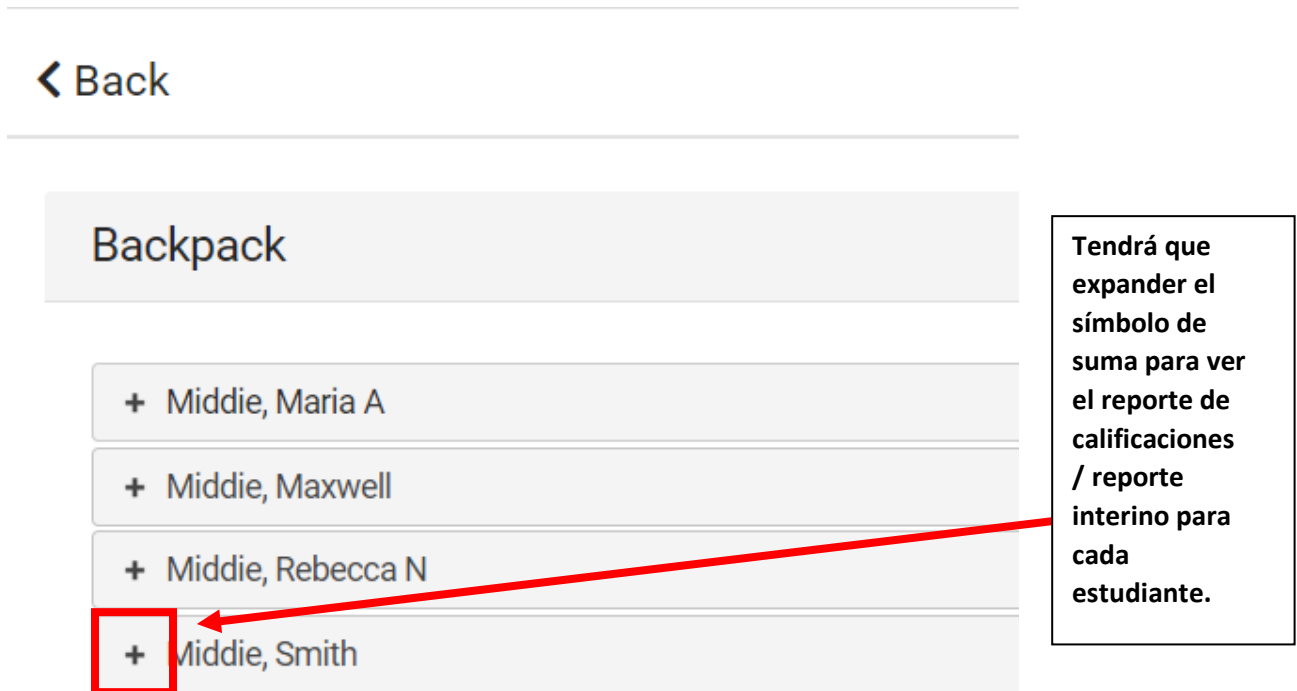 Back
Backpack
+ Middie, Maria A
+ Middie, Maxwell
+ Middie, Rebecca N
+ Middie, Smith
Tendrá que
expander el
símbolo de
suma para ver
el reporte de
calificaciones
/ reporte
interino para
cada
estudiante.